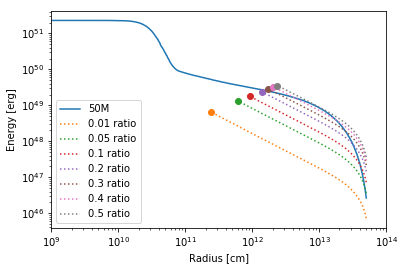 Energy [erg]
10^51
10^50
10^49
10^48
10^47
10^46
50M
0.01 ratio
0.05 ratio
0.1 ratio
0.2 ratio
0.3 ratio
0.4 ratio
0.5 ratio
10^9
10^10
10^11
10^12
10^13
10^14
Radius [cm]